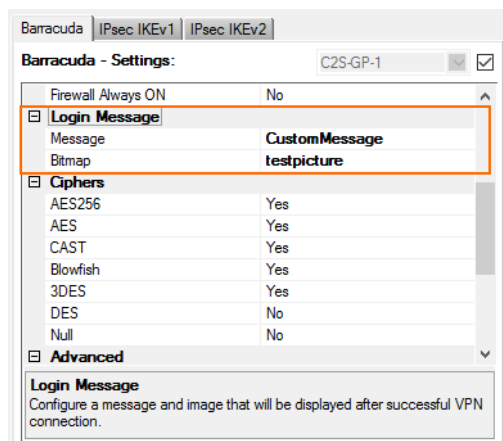 Barracuda IPsec IKEv1 IPsec IKEv2
Barracuda - Settings: C2S-GP-1
Firewall Always ON No
Login Message
Message CustomMessage
Bitmap testpicture
Ciphers
AES256 Yes
AES Yes
CAST Yes
Blowfish Yes
3DES Yes
DES No
Null No
Advanced
Login Message
Configure a message and image that will be displayed after successful VPN
connection.